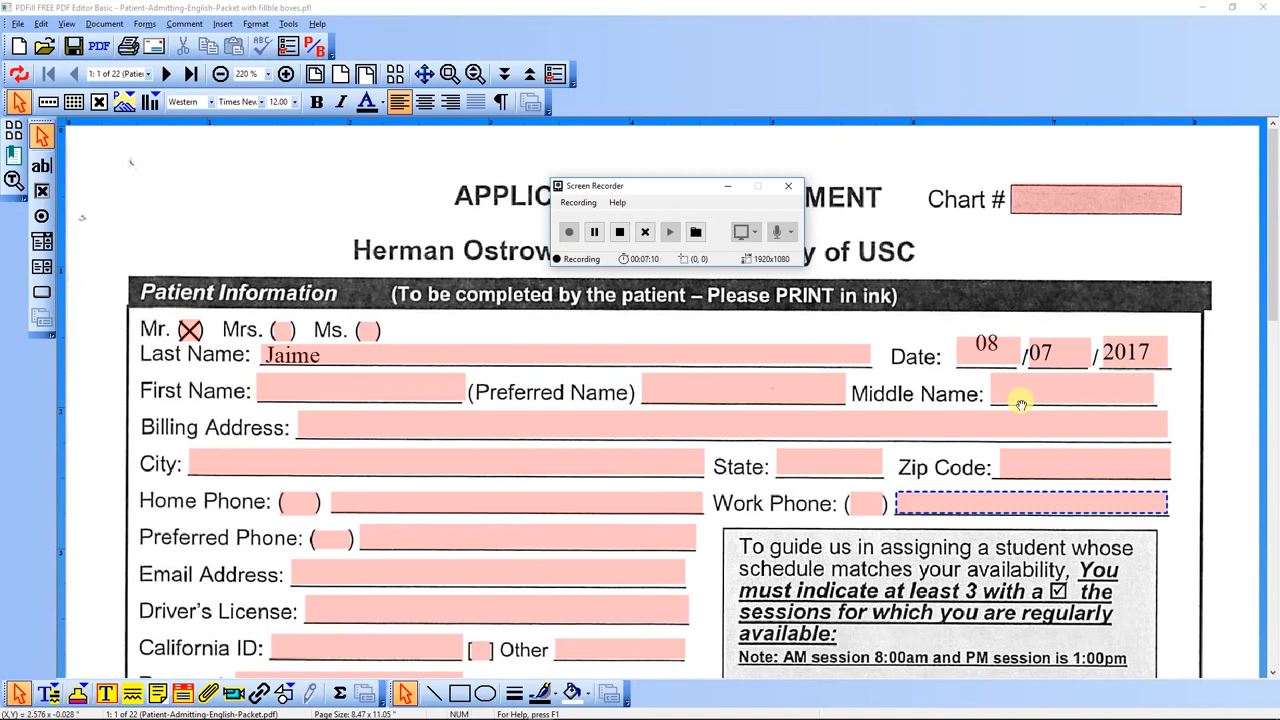 PDFill FREE PDF Editor Basic - Patient-Admitting-English-Packet with fillble boxes.pfl
File Edit View Document Forms Comment Insert Format Tools Help
PDF ABC P/B
1: 1 of 22 (Patie 220 %
Western Times New 12.00 B I A
ab
Screen Recorder
Recording Help
Recording 00:07:10 (0, 0) 1920x1080
APPLIC MENT Chart #
Herman Ostrow y of USC
Patient Information (To be completed by the patient – Please PRINT in ink)
Mr. (X) Mrs. ( ) Ms. ( )
Last Name: Jaime Date: 08 /07 / 2017
First Name: (Preferred Name) Middle Name:
Billing Address:
City: State: Zip Code:
Home Phone: ( ) Work Phone: ( )
Preferred Phone: ( )
Email Address:
Driver's License:
California ID: [ ] Other
To guide us in assigning a student whose
schedule matches your availability, You
must indicate at least 3 with a ☑ the
sessions for which you are regularly
available:
Note: AM session 8:00am and PM session is 1:00pm
(X,Y) = 2.576 x -0.028" 1: 1 of 22 (Patient-Admitting-English-Packet.pdf) Page Size: 8.47 x 11.05" NUM For Help, press F1